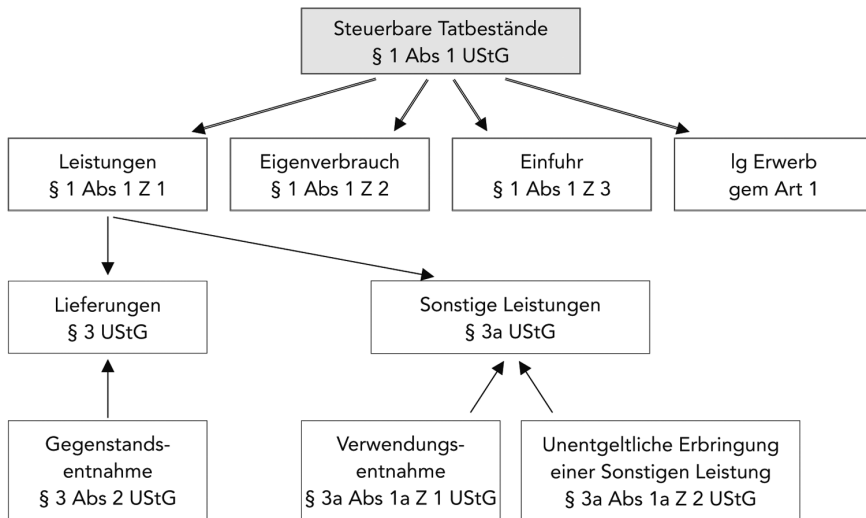 Steuerbare Tatbestände
§ 1 Abs 1 UStG
Leistungen
§ 1 Abs 1 Z 1
Eigenverbrauch
§ 1 Abs 1 Z 2
Einfuhr
§ 1 Abs 1 Z 3
Ig Erwerb
gem Art 1
Lieferungen
§ 3 UStG
Sonstige Leistungen
§ 3a UStG
Gegenstands-
entnahme
§ 3 Abs 2 UStG
Verwendungs-
entnahme
§ 3a Abs 1a Z 1 UStG
Unentgeltliche Erbringung
einer Sonstigen Leistung
§ 3a Abs 1a Z 2 UStG